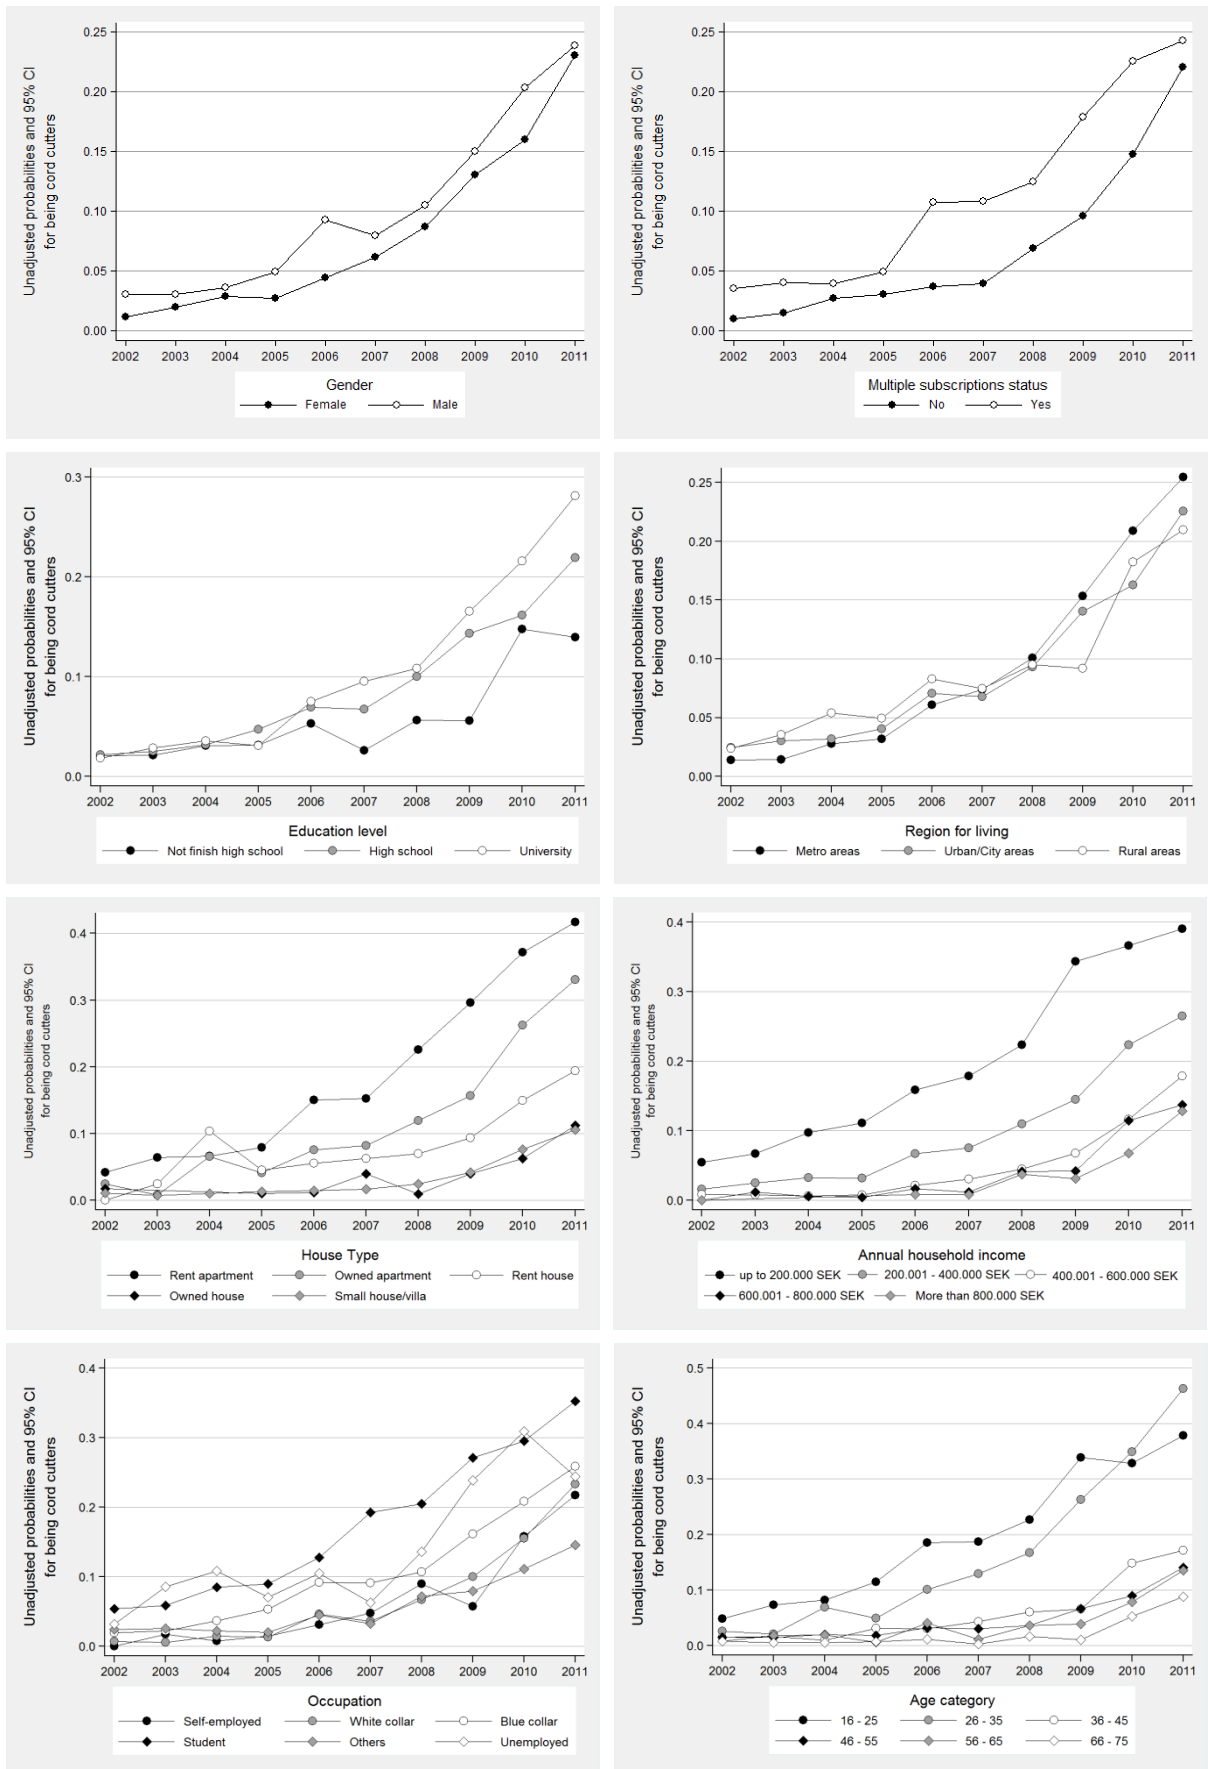 Unadjusted probabilities and 95% CI
for being cord cutters
0.25
0.20
0.15
0.10
0.05
0.00
2002 2003 2004 2005 2006 2007 2008 2009 2010 2011
Gender
Female Male
Unadjusted probabilities and 95% CI
for being cord cutters
0.25
0.20
0.15
0.10
0.05
0.00
2002 2003 2004 2005 2006 2007 2008 2009 2010 2011
Multiple subscriptions status
No Yes
Unadjusted probabilities and 95% CI
for being cord cutters
0.3
0.2
0.1
0.0
2002 2003 2004 2005 2006 2007 2008 2009 2010 2011
Education level
Not finish high school High school University
Unadjusted probabilities and 95% CI
for being cord cutters
0.25
0.20
0.15
0.10
0.05
0.00
2002 2003 2004 2005 2006 2007 2008 2009 2010 2011
Region for living
Metro areas Urban/City areas Rural areas
Unadjusted probabilities and 95% CI
for being cord cutters
0.4
0.3
0.2
0.1
0.0
2002 2003 2004 2005 2006 2007 2008 2009 2010 2011
House Type
Rent apartment Owned apartment Rent house
Owned house Small house/villa
Unadjusted probabilities and 95% CI
for being cord cutters
0.4
0.3
0.2
0.1
0.0
2002 2003 2004 2005 2006 2007 2008 2009 2010 2011
Annual household income
up to 200.000 SEK 200.001 - 400.000 SEK 400.001 - 600.000 SEK
600.001 - 800.000 SEK More than 800.000 SEK
Unadjusted probabilities and 95% CI
for being cord cutters
0.4
0.3
0.2
0.1
0.0
2002 2003 2004 2005 2006 2007 2008 2009 2010 2011
Occupation
Self-employed White collar Blue collar
Student Others Unemployed
Unadjusted probabilities and 95% CI
for being cord cutters
0.5
0.4
0.3
0.2
0.1
0.0
2002 2003 2004 2005 2006 2007 2008 2009 2010 2011
Age category
16 - 25 26 - 35 36 - 45
46 - 55 56 - 65 66 - 75